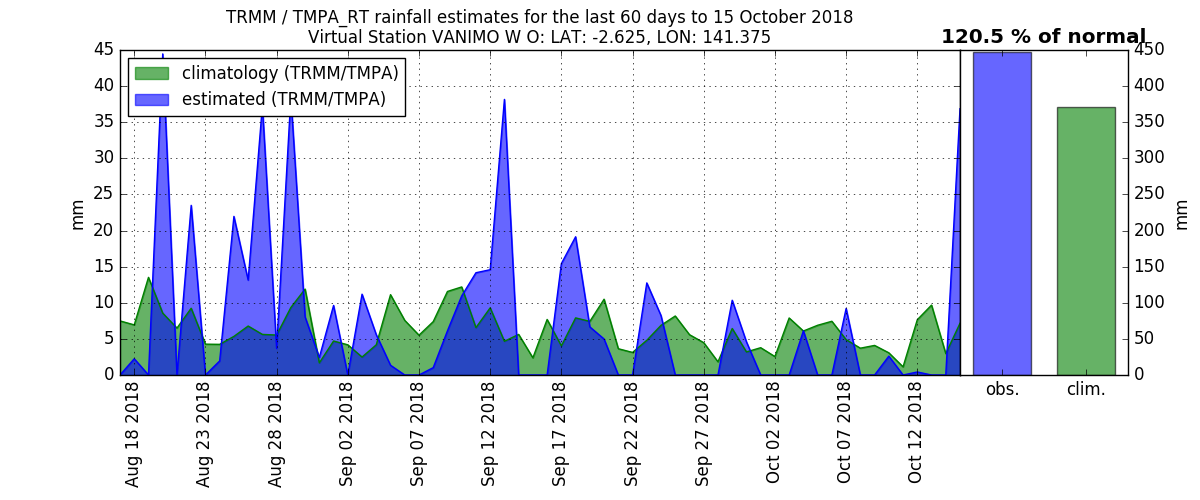 TRMM / TMPA_RT rainfall estimates for the last 60 days to 15 October 2018
Virtual Station VANIMO W O: LAT: -2.625, LON: 141.375
120.5 % of normal
climatology (TRMM/TMPA)
estimated (TRMM/TMPA)
mm
45
40
35
30
25
20
15
10
5
0
Aug 18 2018
Aug 23 2018
Aug 28 2018
Sep 02 2018
Sep 07 2018
Sep 12 2018
Sep 17 2018
Sep 22 2018
Sep 27 2018
Oct 02 2018
Oct 07 2018
Oct 12 2018
obs.
clim.
450
400
350
300
250
200
150
100
50
0
mm